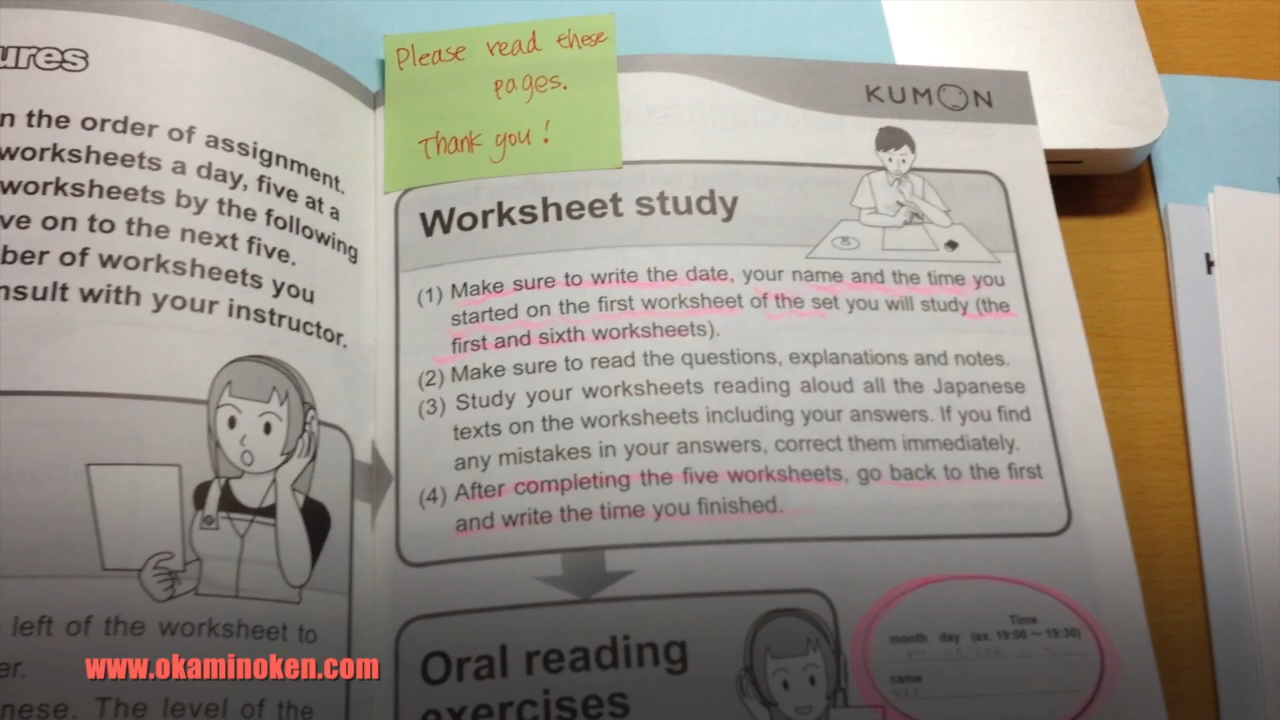 ures
n the order of assignment.
worksheets a day, five at a
worksheets by the following
ve on to the next five.
ber of worksheets you
nsult with your instructor.
left of the worksheet to
er.
nese. The level of the
Please read these
pages.
Thank you!
KUMON
Worksheet study
(1) Make sure to write the date, your name and the time you
started on the first worksheet of the set you will study (the
first and sixth worksheets).
(2) Make sure to read the questions, explanations and notes.
(3) Study your worksheets reading aloud all the Japanese
texts on the worksheets including your answers. If you find
any mistakes in your answers, correct them immediately.
(4) After completing the five worksheets, go back to the first
and write the time you finished.
Oral reading
exercises
Time
month day (ex. 19:00 ~ 19:30)
name
www.okaminoken.com